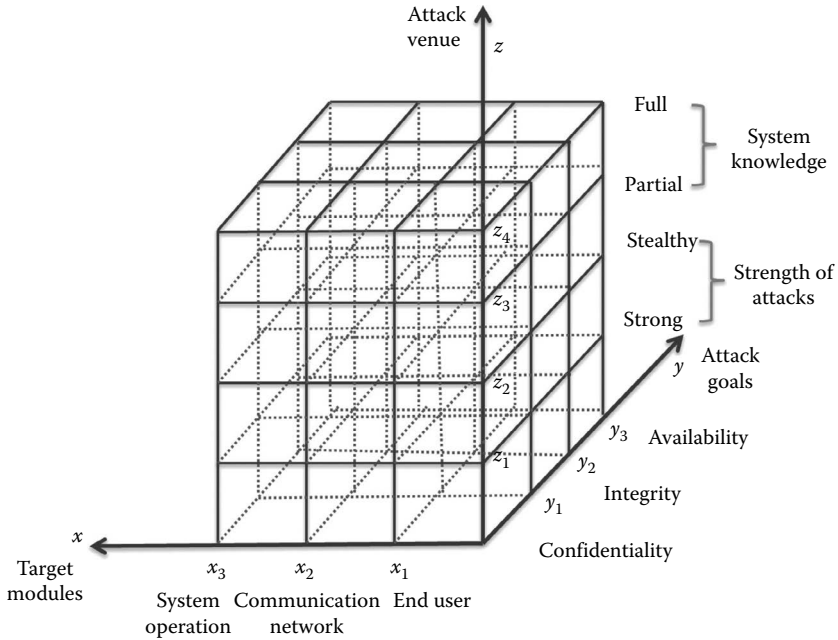 Attack
venue
z
Full
System
knowledge
Partial
z4
Stealthy
Strength of
attacks
z3
Strong
y
Attack
goals
z2
y3
Availability
z1
y2
Integrity
y1
Confidentiality
x
Target
modules
x3
x2
x1
System
operation
Communication
network
End user